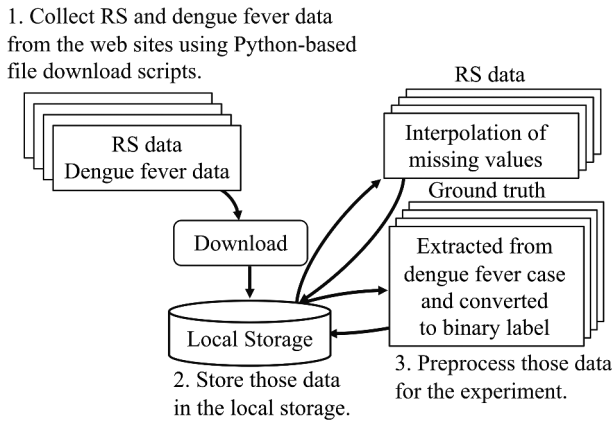 1. Collect RS and dengue fever data
from the web sites using Python-based
file download scripts.
RS data
Dengue fever data
Download
Local Storage
2. Store those data
in the local storage.
RS data
Interpolation of
missing values
Ground truth
Extracted from
dengue fever case
and converted
to binary label
3. Preprocess those data
for the experiment.